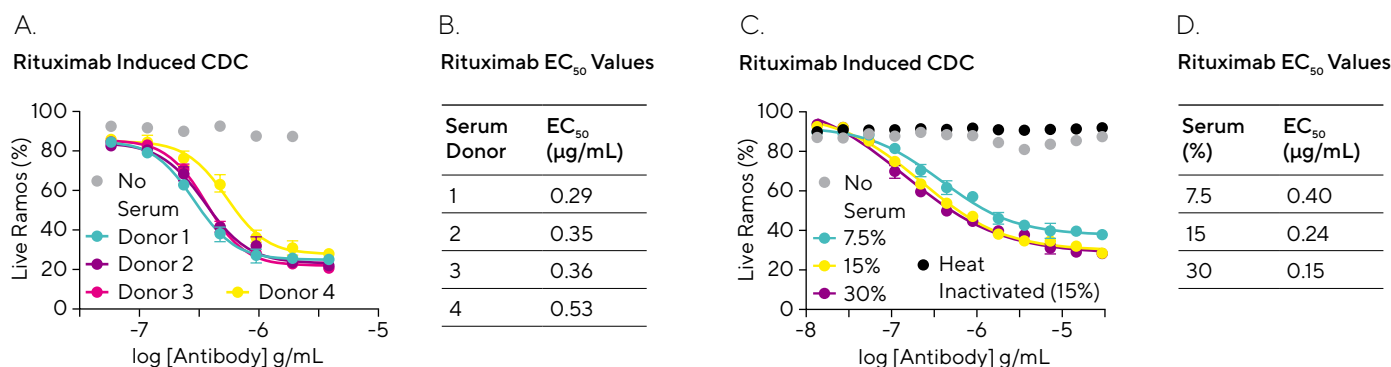 A.
Rituximab Induced CDC
Live Ramos (%)
100
80
60
40
20
0
No
Serum
Donor 1
Donor 2
Donor 3
Donor 4
-7
-6
-5
log [Antibody] g/mL
B.
Rituximab EC50 Values
Serum Donor EC50 (µg/mL)
1 0.29
2 0.35
3 0.36
4 0.53
C.
Rituximab Induced CDC
Live Ramos (%)
100
80
60
40
20
0
No
Serum
7.5%
15%
30%
Heat
Inactivated (15%)
-8
-7
-6
-5
log [Antibody] g/mL
D.
Rituximab EC50 Values
Serum (%) EC50 (µg/mL)
7.5 0.40
15 0.24
30 0.15